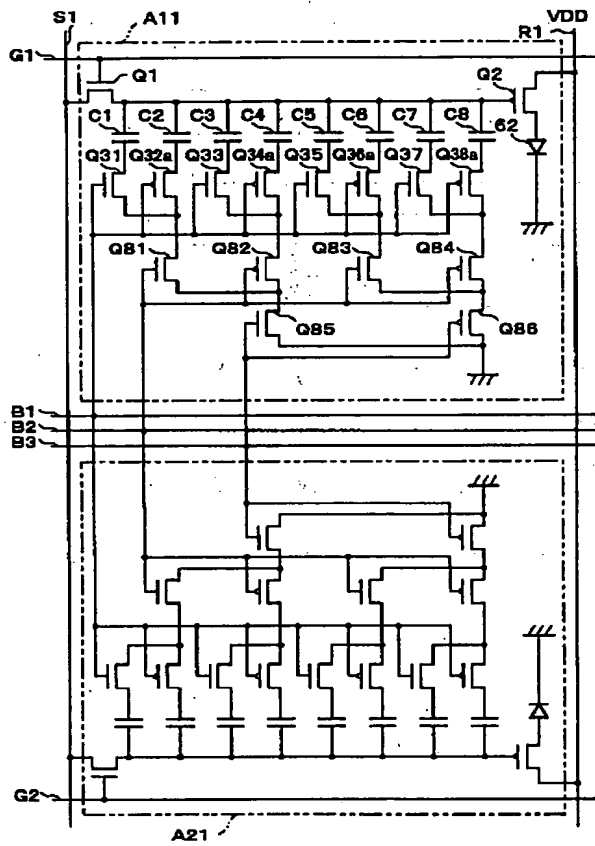 S1 A11 VDD
R1
G1
Q1 Q2
C1 C2 C3 C4 C5 C6 C7 C8 62
Q31 Q32a Q33 Q34a Q35 Q36a Q37 Q38a
Q81 Q82 Q83 Q84
Q85 Q86
B1
B2
B3
G2
A21